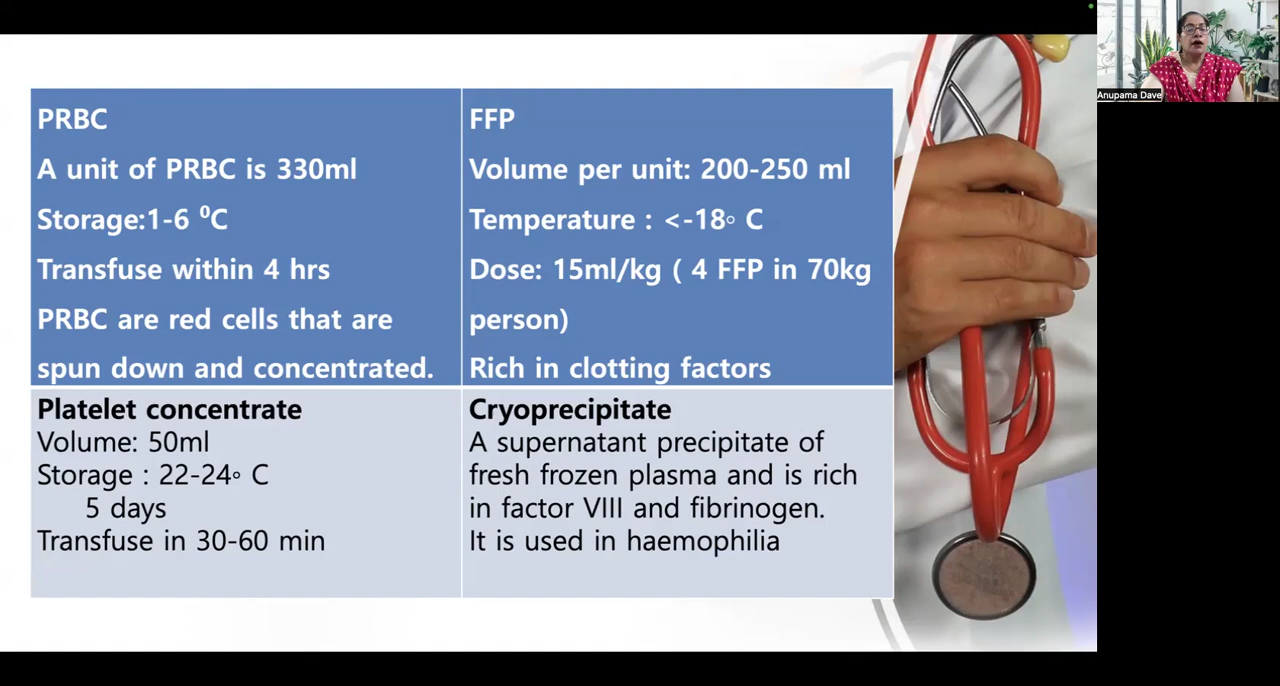 PRBC
A unit of PRBC is 330ml
Storage:1-6 ⁰C
Transfuse within 4 hrs
PRBC are red cells that are
spun down and concentrated.
FFP
Volume per unit: 200-250 ml
Temperature : <-18◦ C
Dose: 15ml/kg ( 4 FFP in 70kg
person)
Rich in clotting factors
Platelet concentrate
Volume: 50ml
Storage : 22-24◦ C
5 days
Transfuse in 30-60 min
Cryoprecipitate
A supernatant precipitate of
fresh frozen plasma and is rich
in factor VIII and fibrinogen.
It is used in haemophilia
Anupama Dave